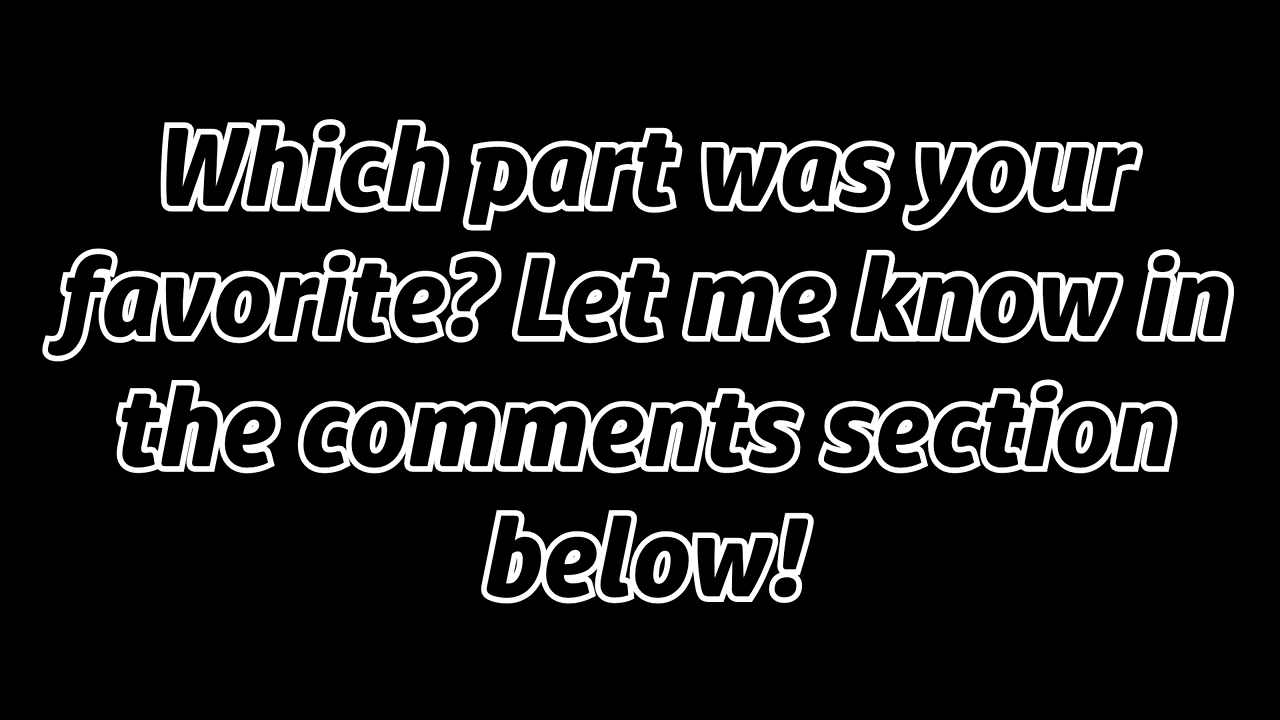 Which part was your
favorite? Let me know in
the comments section
below!